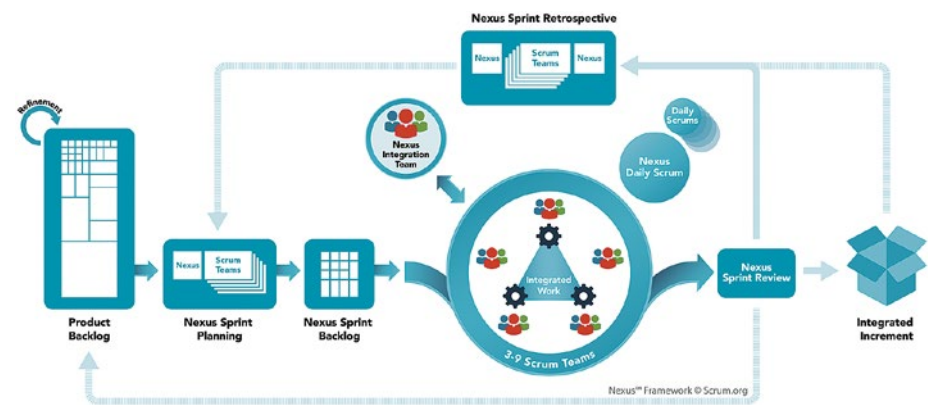 Nexus Sprint Retrospective
Nexus
Scrum
Teams
Nexus
Refinement
Nexus
Integration
Team
Daily
Scrums
Nexus
Daily Scrum
Nexus
Scrum
Teams
Integrated
Work
Nexus
Sprint Review
3-9 Scrum Teams
Product
Backlog
Nexus Sprint
Planning
Nexus Sprint
Backlog
Integrated
Increment
Nexus℠ Framework © Scrum.org